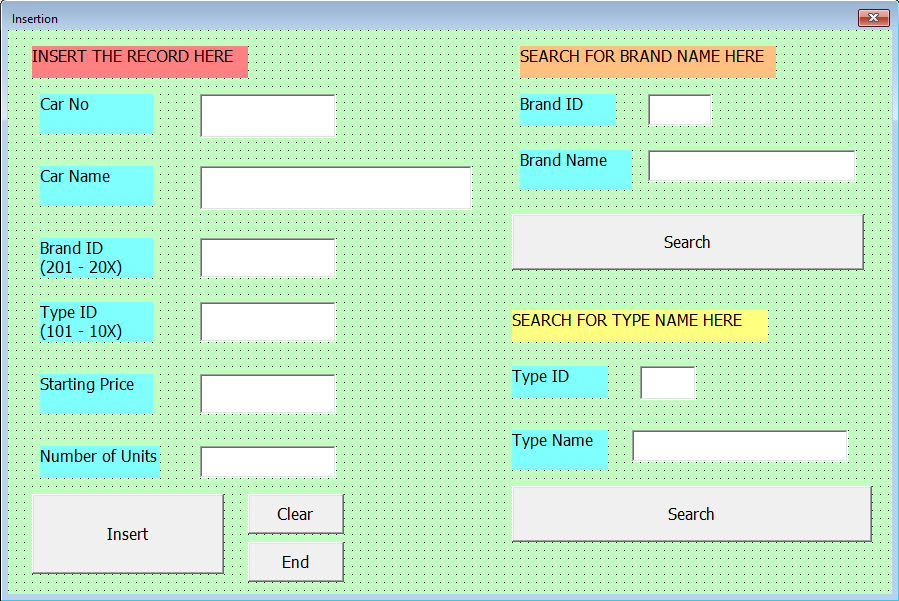 Insertion
INSERT THE RECORD HERE
Car No
Car Name
Brand ID
(201 - 20X)
Type ID
(101 - 10X)
Starting Price
Number of Units
Insert
Clear
End
SEARCH FOR BRAND NAME HERE
Brand ID
Brand Name
Search
SEARCH FOR TYPE NAME HERE
Type ID
Type Name
Search